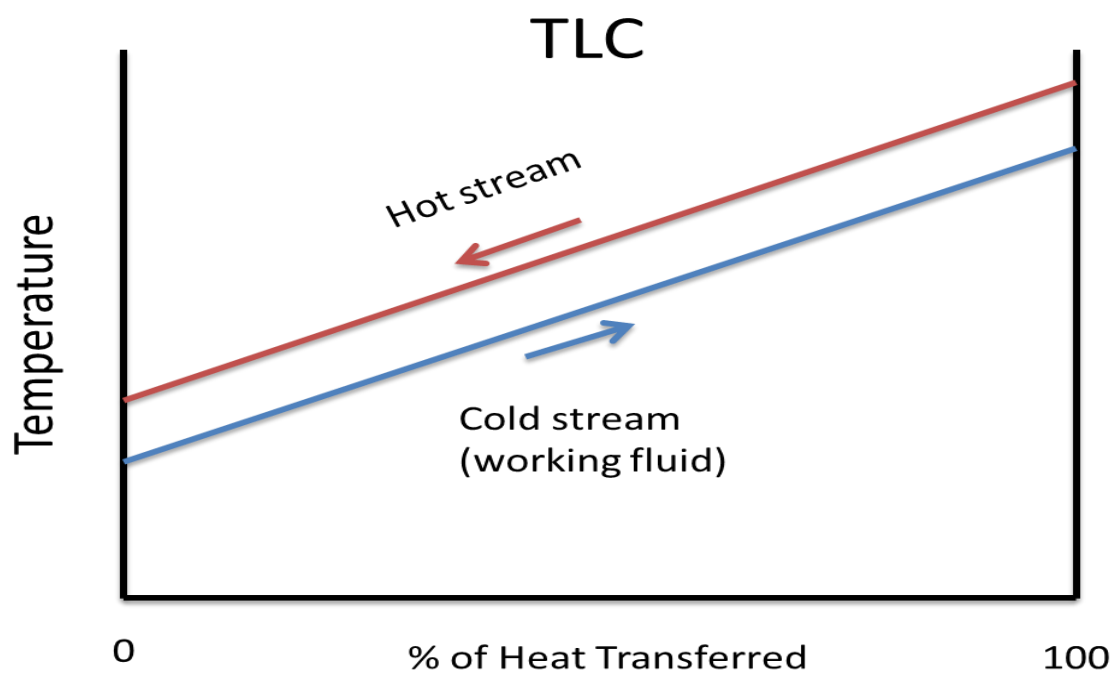 TLC
Hot stream
Temperature
Cold stream
(working fluid)
0
% of Heat Transferred
100